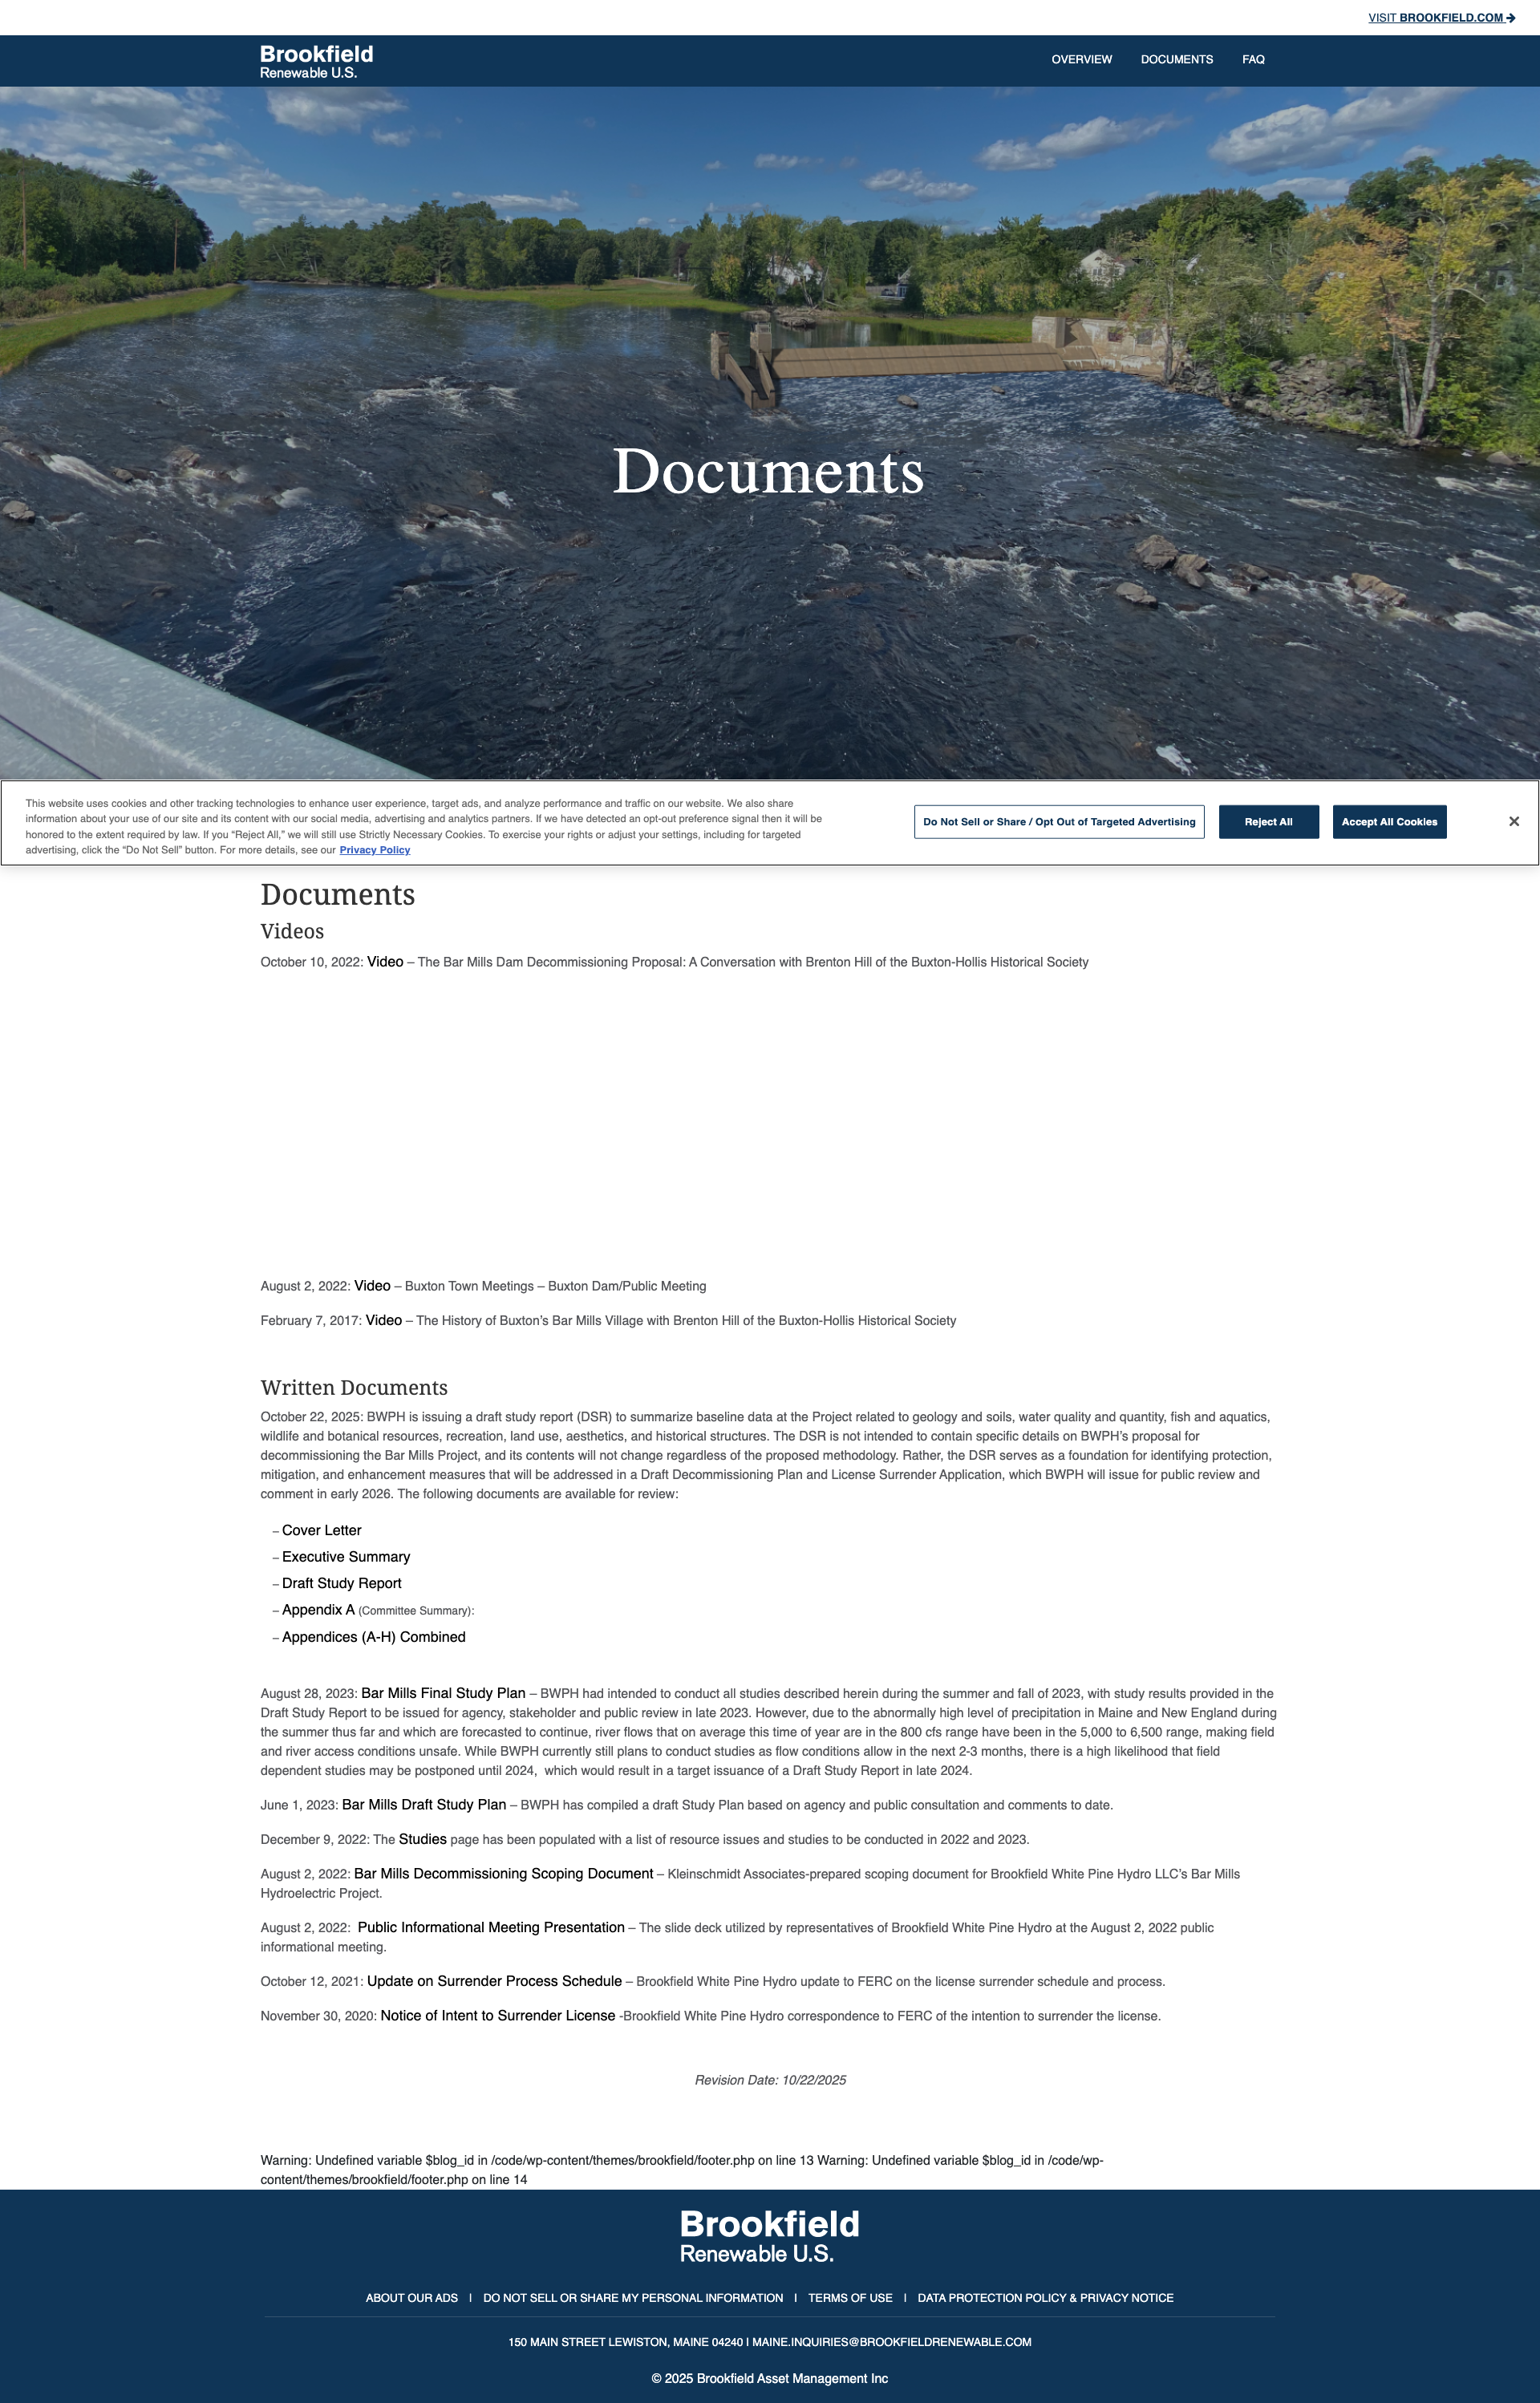 VISIT BROOKFIELD.COM
Brookfield
Renewable U.S.
OVERVIEW DOCUMENTS FAQ
Documents
This website uses cookies and other tracking technologies to enhance user experience, target ads, and analyze performance and traffic on our website. We also share
information about your use of our site and its content with our social media, advertising and analytics partners. If we have detected an opt-out preference signal then it will be
honored to the extent required by law. If you “Reject All,” we will still use Strictly Necessary Cookies. To exercise your rights or adjust your settings, including for targeted
advertising, click the “Do Not Sell” button. For more details, see our Privacy Policy
Do Not Sell or Share / Opt Out of Targeted Advertising
Reject All
Accept All Cookies
Documents
Videos
October 10, 2022: Video – The Bar Mills Dam Decommissioning Proposal: A Conversation with Brenton Hill of the Buxton-Hollis Historical Society
August 2, 2022: Video – Buxton Town Meetings – Buxton Dam/Public Meeting
February 7, 2017: Video – The History of Buxton’s Bar Mills Village with Brenton Hill of the Buxton-Hollis Historical Society
Written Documents
October 22, 2025: BWPH is issuing a draft study report (DSR) to summarize baseline data at the Project related to geology and soils, water quality and quantity, fish and aquatics,
wildlife and botanical resources, recreation, land use, aesthetics, and historical structures. The DSR is not intended to contain specific details on BWPH’s proposal for
decommissioning the Bar Mills Project, and its contents will not change regardless of the proposed methodology. Rather, the DSR serves as a foundation for identifying protection,
mitigation, and enhancement measures that will be addressed in a Draft Decommissioning Plan and License Surrender Application, which BWPH will issue for public review and
comment in early 2026. The following documents are available for review:
– Cover Letter
– Executive Summary
– Draft Study Report
– Appendix A (Committee Summary):
– Appendices (A-H) Combined
August 28, 2023: Bar Mills Final Study Plan – BWPH had intended to conduct all studies described herein during the summer and fall of 2023, with study results provided in the
Draft Study Report to be issued for agency, stakeholder and public review in late 2023. However, due to the abnormally high level of precipitation in Maine and New England during
the summer thus far and which are forecasted to continue, river flows that on average this time of year are in the 800 cfs range have been in the 5,000 to 6,500 range, making field
and river access conditions unsafe. While BWPH currently still plans to conduct studies as flow conditions allow in the next 2-3 months, there is a high likelihood that field
dependent studies may be postponed until 2024, which would result in a target issuance of a Draft Study Report in late 2024.
June 1, 2023: Bar Mills Draft Study Plan – BWPH has compiled a draft Study Plan based on agency and public consultation and comments to date.
December 9, 2022: The Studies page has been populated with a list of resource issues and studies to be conducted in 2022 and 2023.
August 2, 2022: Bar Mills Decommissioning Scoping Document – Kleinschmidt Associates-prepared scoping document for Brookfield White Pine Hydro LLC’s Bar Mills
Hydroelectric Project.
August 2, 2022: Public Informational Meeting Presentation – The slide deck utilized by representatives of Brookfield White Pine Hydro at the August 2, 2022 public
informational meeting.
October 12, 2021: Update on Surrender Process Schedule – Brookfield White Pine Hydro update to FERC on the license surrender schedule and process.
November 30, 2020: Notice of Intent to Surrender License -Brookfield White Pine Hydro correspondence to FERC of the intention to surrender the license.
Revision Date: 10/22/2025
Warning: Undefined variable $blog_id in /code/wp-content/themes/brookfield/footer.php on line 13 Warning: Undefined variable $blog_id in /code/wp-
content/themes/brookfield/footer.php on line 14
Brookfield
Renewable U.S.
ABOUT OUR ADS | DO NOT SELL OR SHARE MY PERSONAL INFORMATION | TERMS OF USE | DATA PROTECTION POLICY & PRIVACY NOTICE
150 MAIN STREET LEWISTON, MAINE 04240 | MAINE.INQUIRIES@BROOKFIELDRENEWABLE.COM
© 2025 Brookfield Asset Management Inc